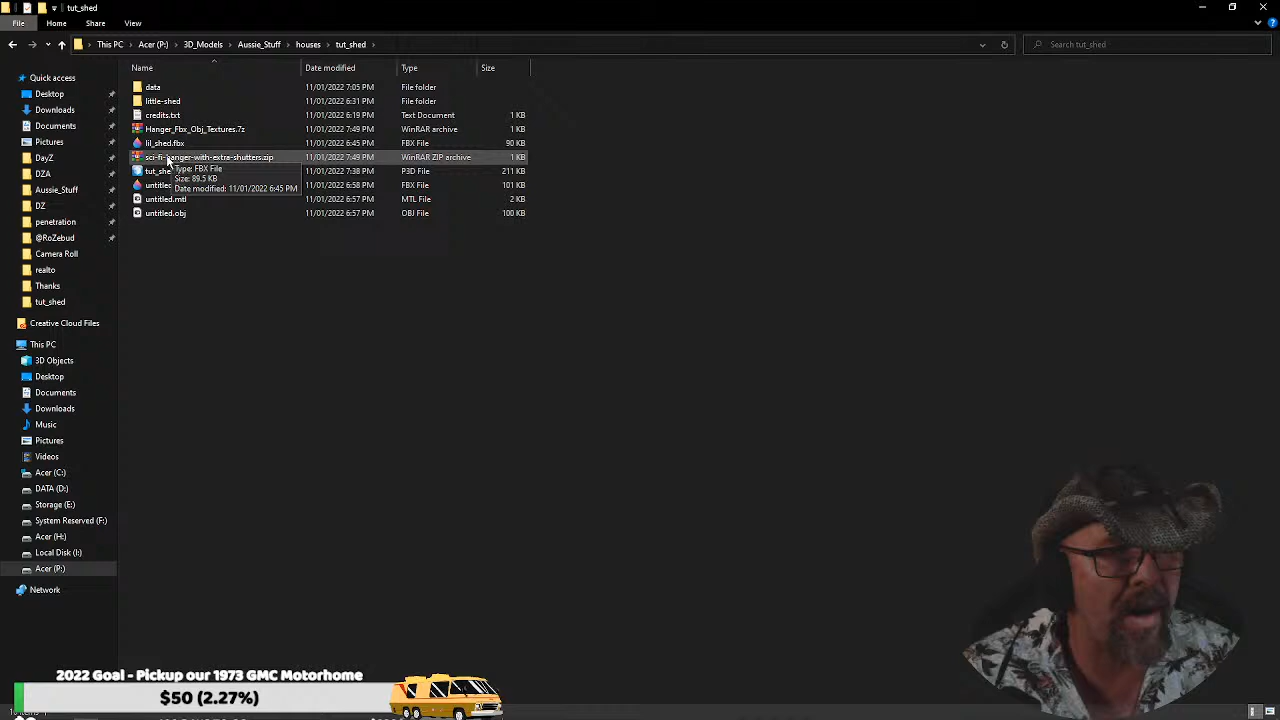 tut_shed
File Home Share View
This PC Acer (P:) 3D_Models Aussie_Stuff houses tut_shed
Search tut_shed
Name Date modified Type Size
data 11/01/2022 7:05 PM File folder
little-shed 11/01/2022 6:31 PM File folder
credits.txt 11/01/2022 6:19 PM Text Document 1 KB
Hanger_Fbx_Obj_Textures.7z 11/01/2022 7:49 PM WinRAR archive 1 KB
lil_shed.fbx 11/01/2022 6:45 PM FBX File 90 KB
sci-fi-hanger-with-extra-shutters.zip 11/01/2022 7:49 PM WinRAR ZIP archive 1 KB
tut_she 11/01/2022 7:38 PM P3D File 211 KB
Type: FBX File
Size: 89.5 KB
Date modified: 11/01/2022 6:45 PM
untitle 11/01/2022 6:58 PM FBX File 101 KB
untitled.mtl 11/01/2022 6:57 PM MTL File 2 KB
untitled.obj 11/01/2022 6:57 PM OBJ File 100 KB
Quick access
Desktop
Downloads
Documents
Pictures
DayZ
DZA
Aussie_Stuff
DZ
penetration
@RoZebud
Camera Roll
realto
Thanks
tut_shed
Creative Cloud Files
This PC
3D Objects
Desktop
Documents
Downloads
Music
Pictures
Videos
Acer (C:)
DATA (D:)
Storage (E:)
System Reserved (F:)
Acer (H:)
Local Disk (I:)
Acer (P:)
Network
2022 Goal - Pickup our 1973 GMC Motorhome
$50 (2.27%)